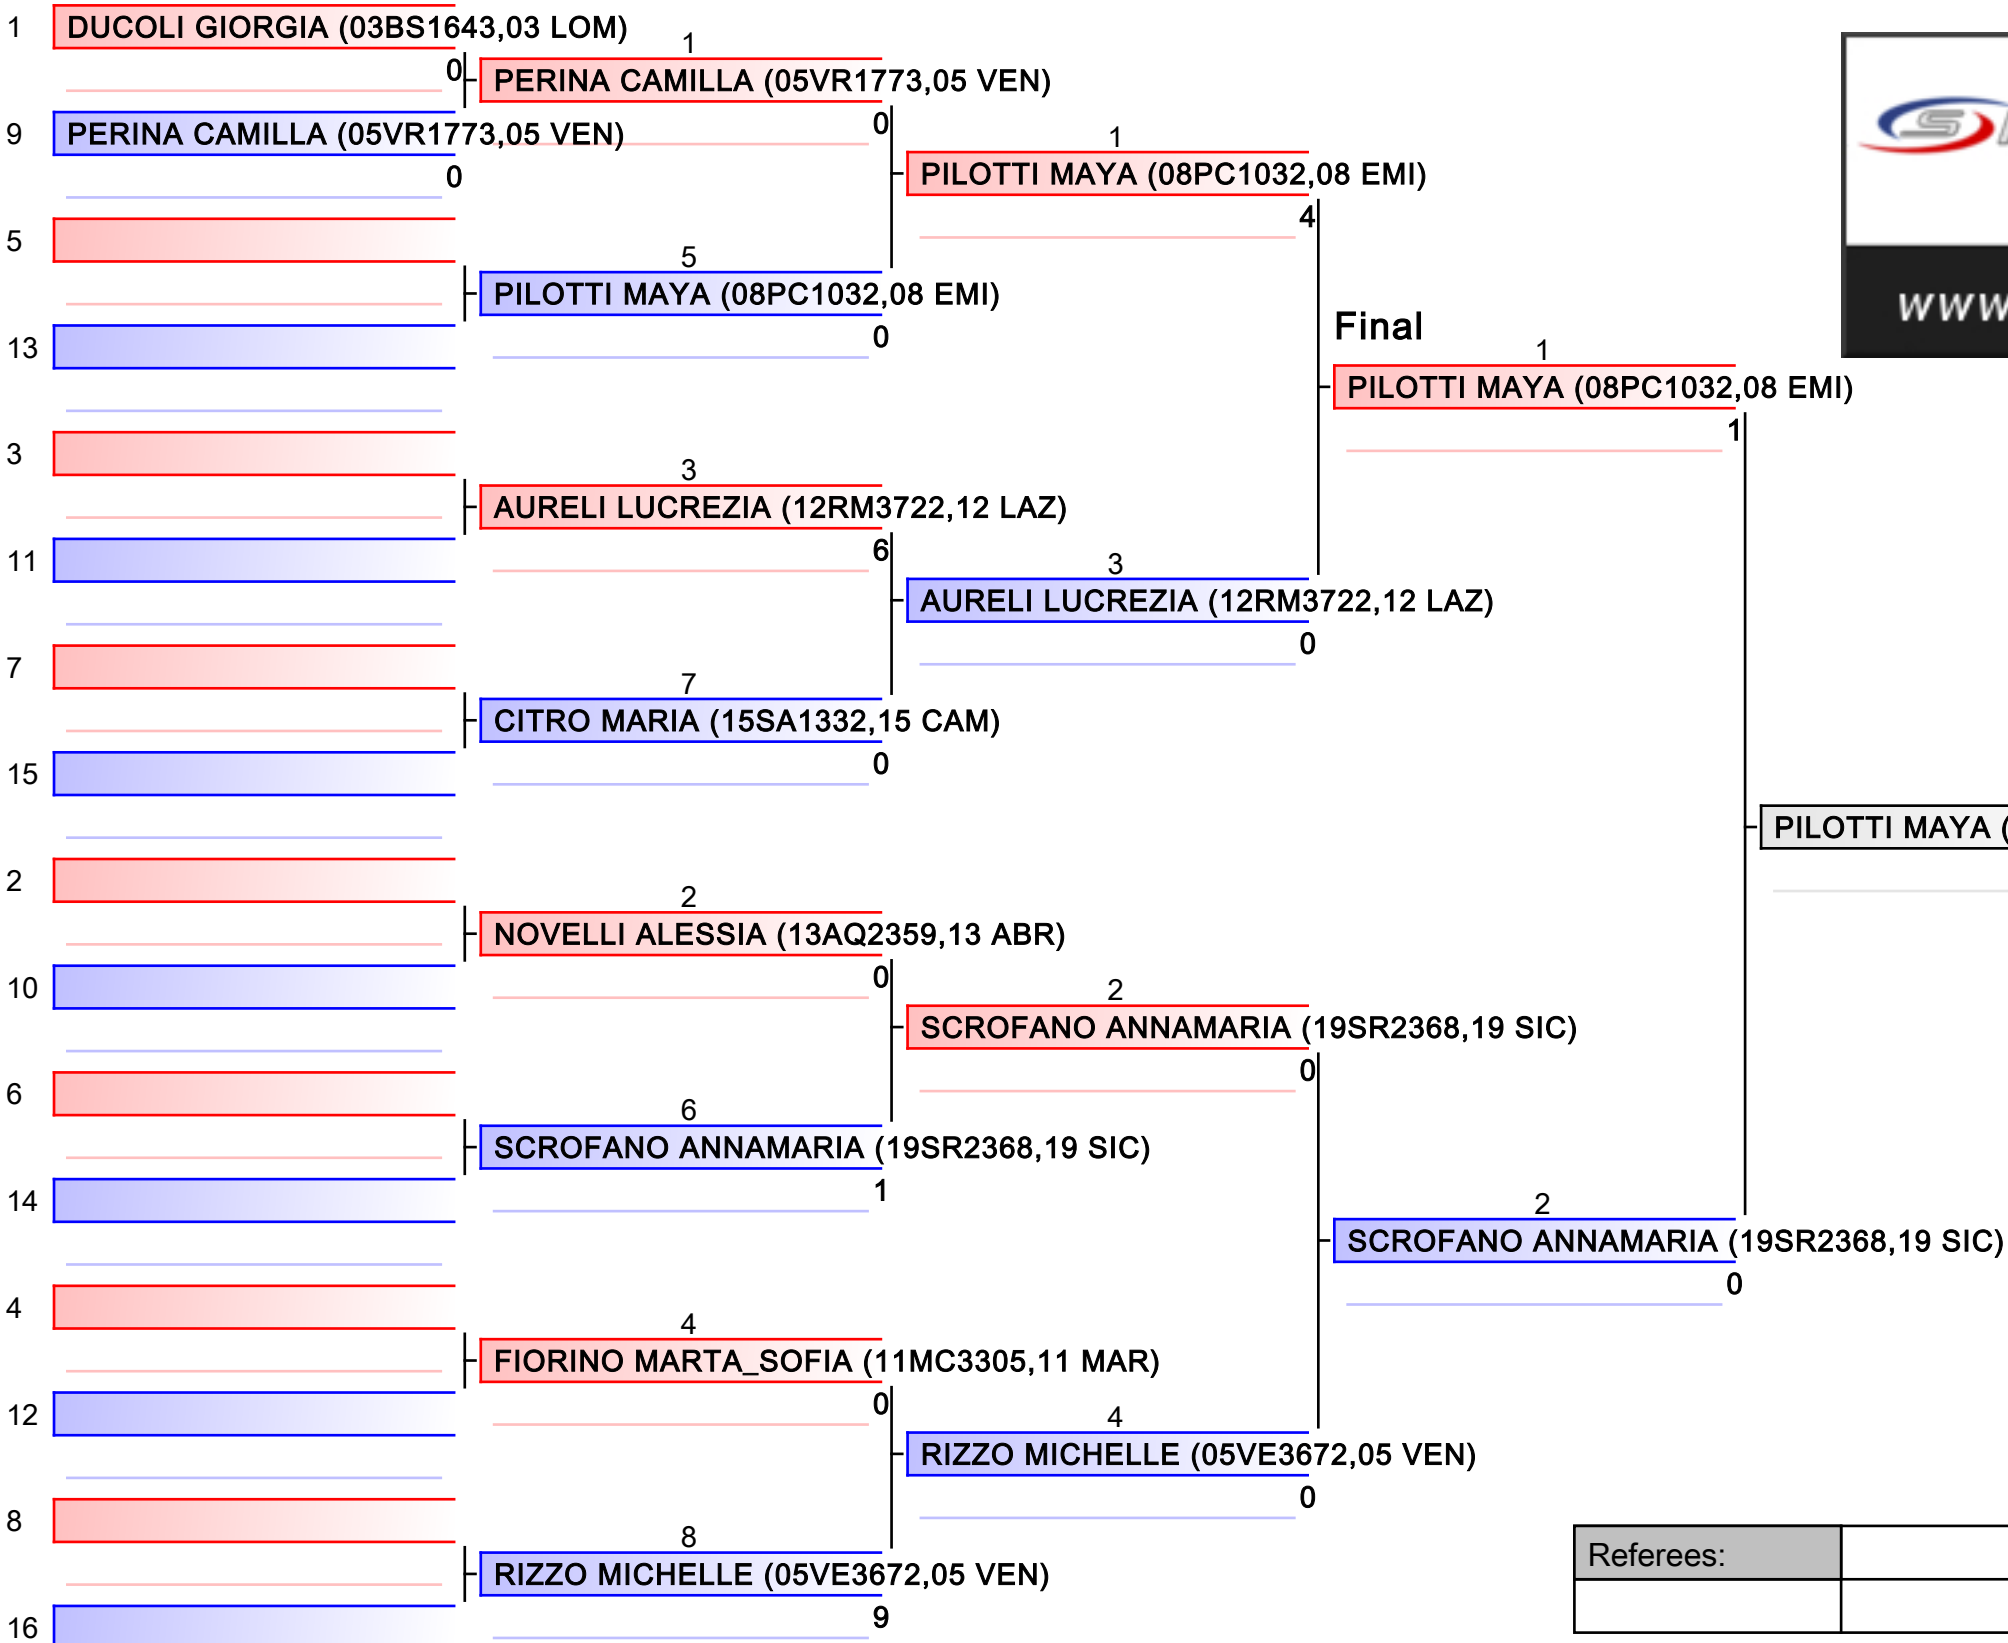 1 DUCOLI GIORGIA (03BS1643,03 LOM)
0
9 PERINA CAMILLA (05VR1773,05 VEN)
0
5
13
3
11
7
15
2
10
6
14
4
12
8
16
1
PERINA CAMILLA (05VR1773,05 VEN)
0
5
PILOTTI MAYA (08PC1032,08 EMI)
0
3
AURELI LUCREZIA (12RM3722,12 LAZ)
6
7
CITRO MARIA (15SA1332,15 CAM)
0
2
NOVELLI ALESSIA (13AQ2359,13 ABR)
0
6
SCROFANO ANNAMARIA (19SR2368,19 SIC)
1
4
FIORINO MARTA_SOFIA (11MC3305,11 MAR)
0
8
RIZZO MICHELLE (05VE3672,05 VEN)
9
1
PILOTTI MAYA (08PC1032,08 EMI)
4
3
AURELI LUCREZIA (12RM3722,12 LAZ)
0
2
SCROFANO ANNAMARIA (19SR2368,19 SIC)
0
4
RIZZO MICHELLE (05VE3672,05 VEN)
0
Final
1
PILOTTI MAYA (08PC1032,08 EMI)
1
2
SCROFANO ANNAMARIA (19SR2368,19 SIC)
0
PILOTTI MAYA (
S
www
Referees: